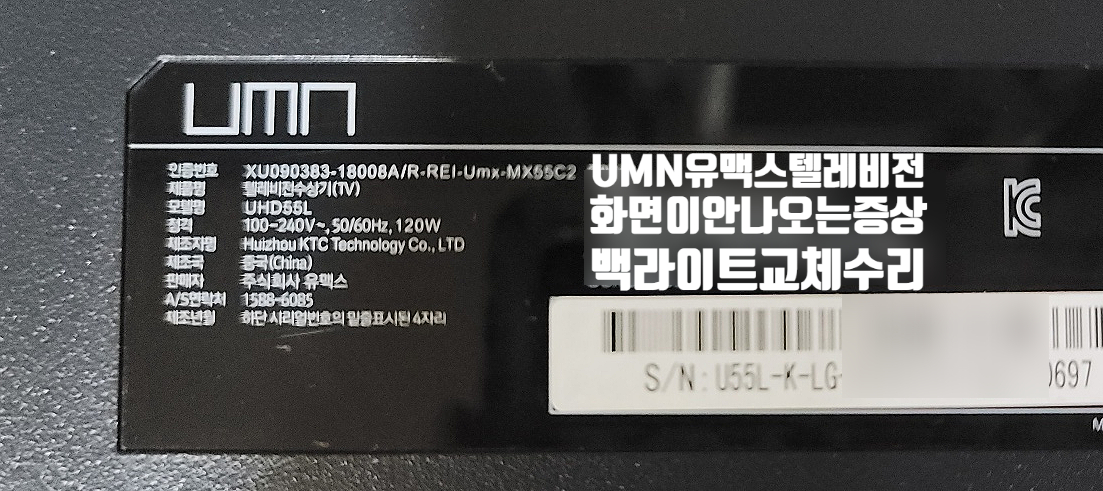 umn
인증번호 XU090383-18008A/R-REI-Umx-MX55C2
제품명 텔레비전수상기(TV)
모델명 UHD55L
정격 100-240V~, 50/60Hz, 120W
제조자명 Huizhou KTC Technology Co., LTD
제조국 중국(China)
판매자 주식회사 유맥스
A/S연락처 1588-6085
제조년월 하단 시리얼번호의 밑줄표시된 4자리
UMN유맥스텔레비전
화면이안나오는증상
백라이트교체수리
S/N : U55L-K-LG-
0697